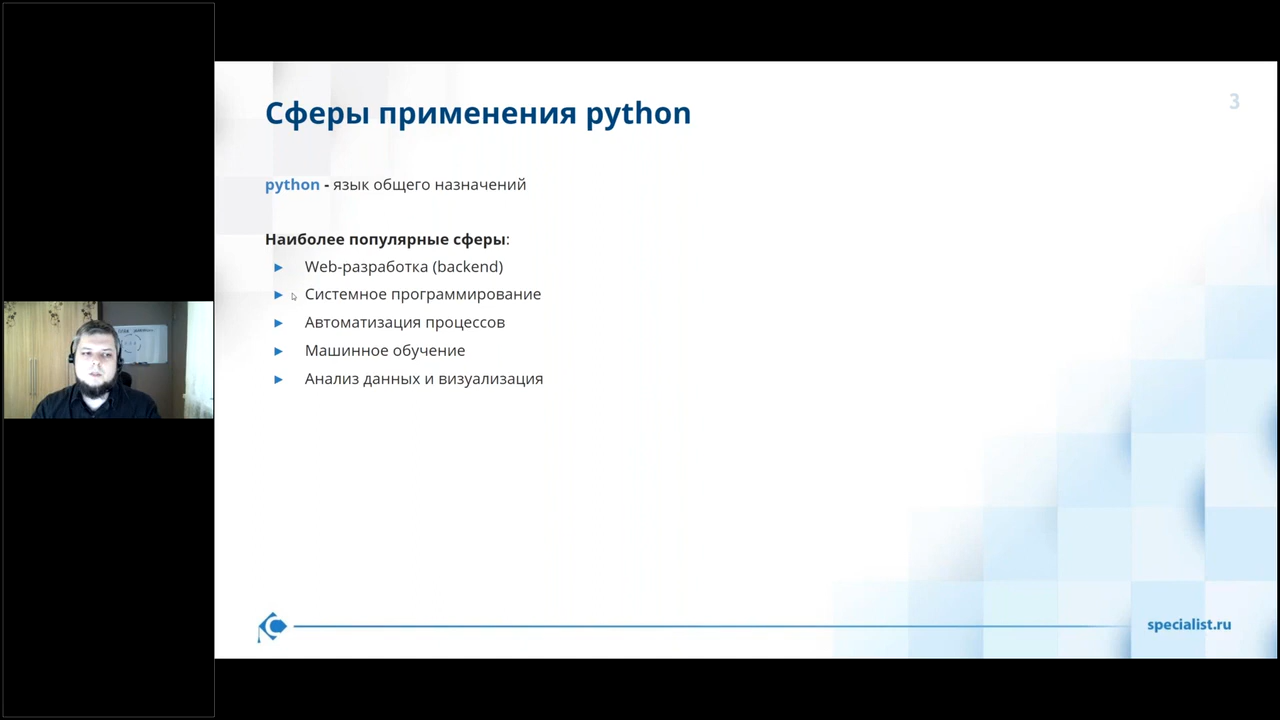 Сферы применения python
3
python - язык общего назначений
Наиболее популярные сферы:
Web-разработка (backend)
Системное программирование
Автоматизация процессов
Машинное обучение
Анализ данных и визуализация
specialist.ru